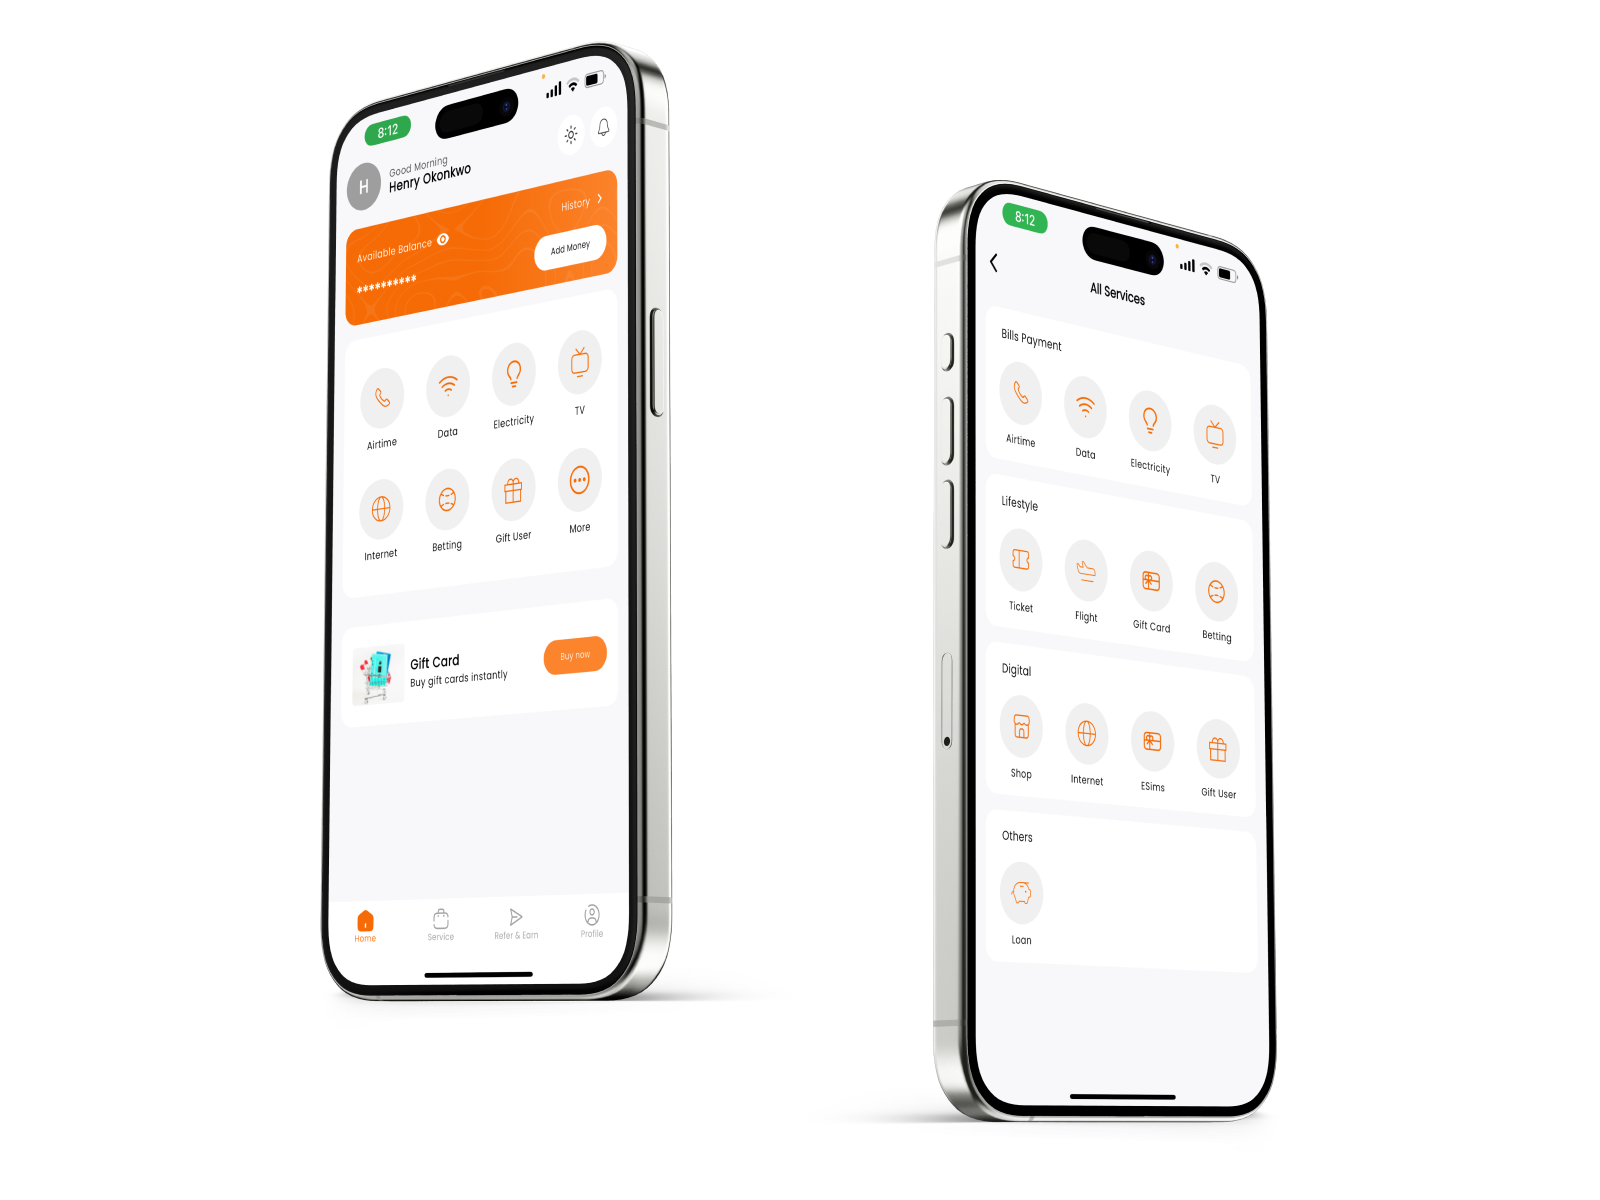 8:12
H
Good Morning
Henry Okonkwo
History
Available Balance
**********
Add Money
Airtime
Data
Electricity
TV
Internet
Betting
Gift User
More
Gift Card
Buy gift cards instantly
Buy now
Home
Service
Refer & Earn
Profile
8:12
All Services
Bills Payment
Airtime
Data
Electricity
TV
Lifestyle
Ticket
Flight
Gift Card
Betting
Digital
Shop
Internet
ESims
Gift User
Others
Loan